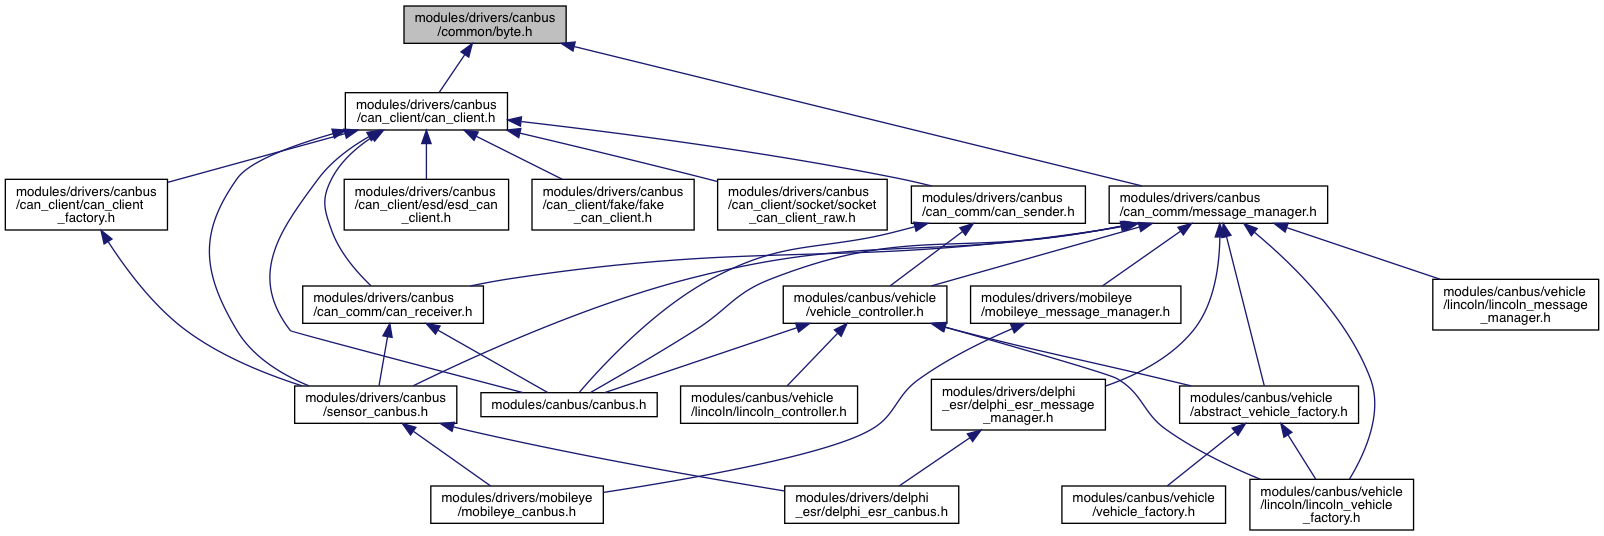 modules/drivers/canbus
/common/byte.h
modules/drivers/canbus
/can_client/can_client.h
modules/drivers/canbus
/can_client/can_client
_factory.h
modules/drivers/canbus
/can_client/esd/esd_can
_client.h
modules/drivers/canbus
/can_client/fake/fake
_can_client.h
modules/drivers/canbus
/can_client/socket/socket
_can_client_raw.h
modules/drivers/canbus
/can_comm/can_sender.h
modules/drivers/canbus
/can_comm/message_manager.h
modules/drivers/canbus
/can_comm/can_receiver.h
modules/canbus/vehicle
/vehicle_controller.h
modules/drivers/mobileye
/mobileye_message_manager.h
modules/canbus/vehicle
/lincoln/lincoln_message
_manager.h
modules/drivers/canbus
/sensor_canbus.h
modules/canbus/canbus.h
modules/canbus/vehicle
/lincoln/lincoln_controller.h
modules/drivers/delphi
_esr/delphi_esr_message
_manager.h
modules/canbus/vehicle
/abstract_vehicle_factory.h
modules/drivers/mobileye
/mobileye_canbus.h
modules/drivers/delphi
_esr/delphi_esr_canbus.h
modules/canbus/vehicle
/vehicle_factory.h
modules/canbus/vehicle
/lincoln/lincoln_vehicle
_factory.h